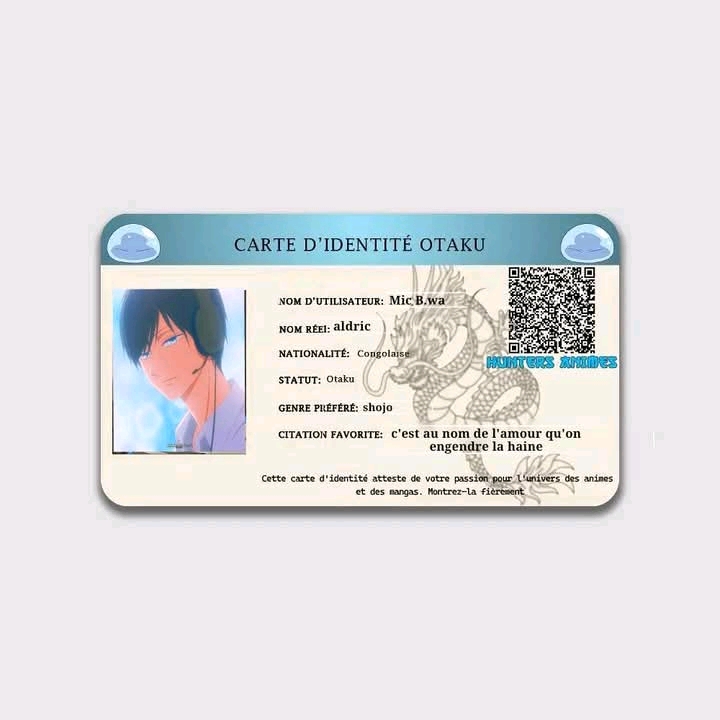 CARTE D'IDENTITÉ OTAKU
NOM D'UTILISATEUR: Mic B.wa
NOM RÉEl: aldric
NATIONALITÉ: Congolaise
STATUT: Otaku
GENRE PRÉFÉRÉ: shojo
CITATION FAVORITE: c'est au nom de l'amour qu'on
engendre la haine
HUNTERS ANIMES
Cette carte d'identité atteste de votre passion pour l'univers des animes
et des mangas. Montrez-la fièrement